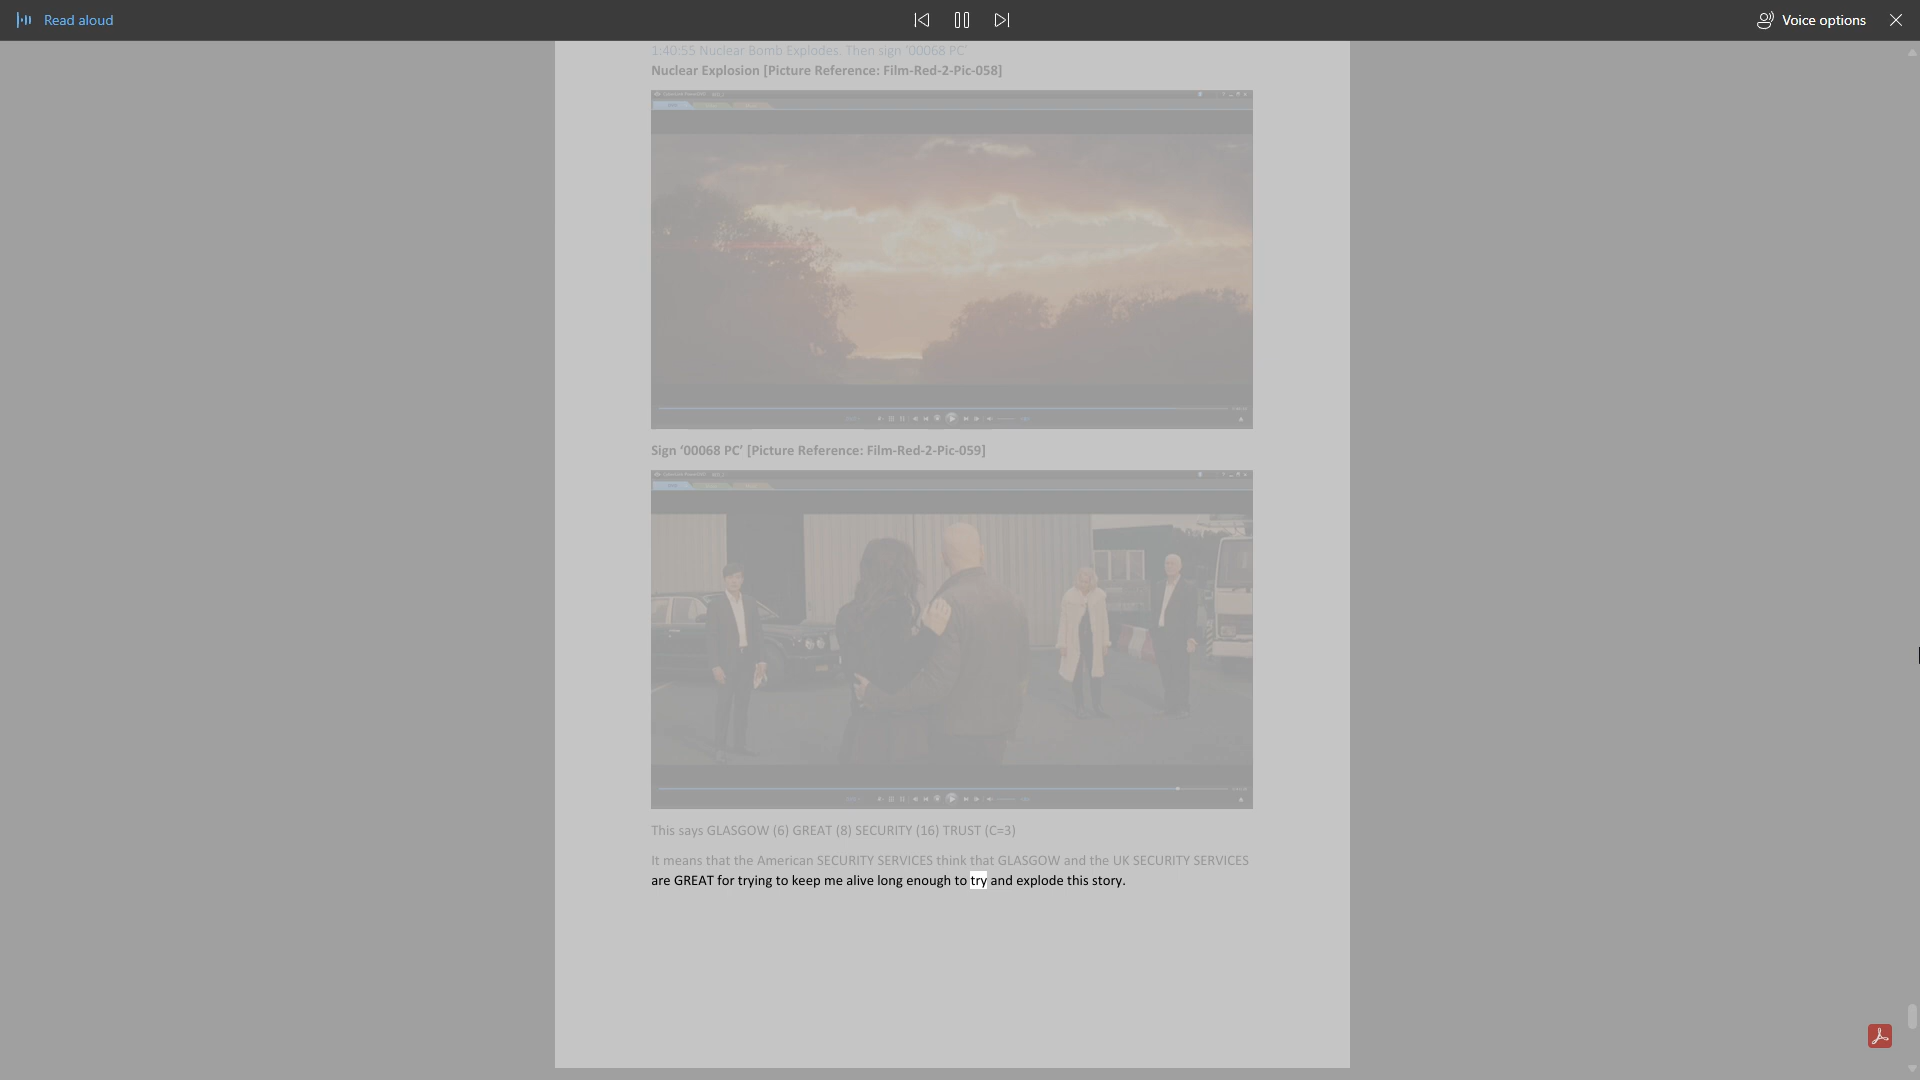 Read aloud
Voice options
1:40:55 Nuclear Bomb Explodes. Then sign ‘00068 PC’
Nuclear Explosion [Picture Reference: Film-Red-2-Pic-058]
Sign ‘00068 PC’ [Picture Reference: Film-Red-2-Pic-059]
This says GLASGOW (6) GREAT (8) SECURITY (16) TRUST (C=3)
It means that the American SECURITY SERVICES think that GLASGOW and the UK SECURITY SERVICES
are GREAT for trying to keep me alive long enough to try and explode this story.